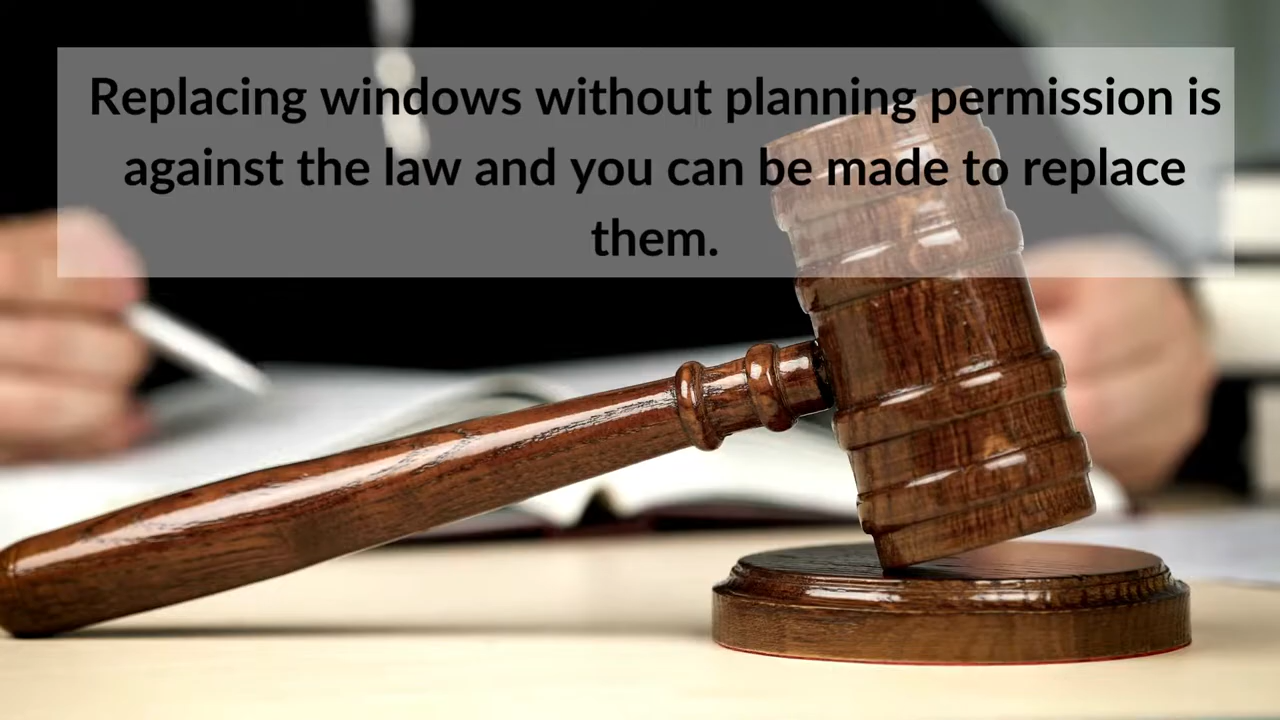 Replacing windows without planning permission is
against the law and you can be made to replace
them.